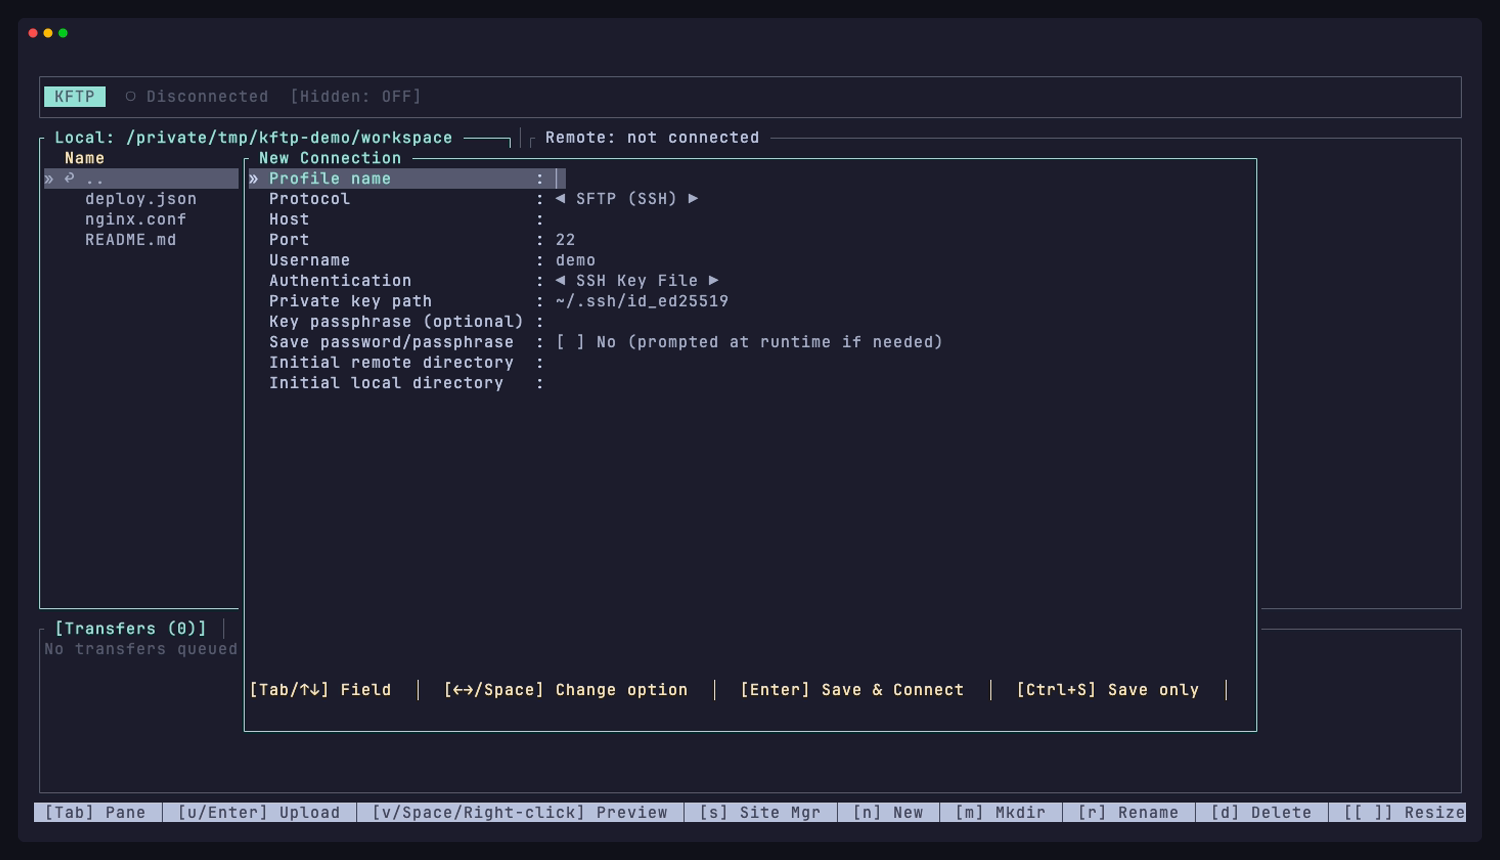 KFTP ○ Disconnected [Hidden: OFF]
Local: /private/tmp/kftp-demo/workspace │ Remote: not connected
Name
New Connection
» ⮐ ..
deploy.json
nginx.conf
README.md
» Profile name :
Protocol : ◄ SFTP (SSH) ►
Host :
Port : 22
Username : demo
Authentication : ◄ SSH Key File ►
Private key path : ~/.ssh/id_ed25519
Key passphrase (optional) :
Save password/passphrase : [ ] No (prompted at runtime if needed)
Initial remote directory :
Initial local directory :
[Tab/↑↓] Field │ [←→/Space] Change option │ [Enter] Save & Connect │ [Ctrl+S] Save only │
[Transfers (0)] │
No transfers queued
[Tab] Pane │ [u/Enter] Upload │ [v/Space/Right-click] Preview │ [s] Site Mgr │ [n] New │ [m] Mkdir │ [r] Rename │ [d] Delete │ [[ ]] Resize